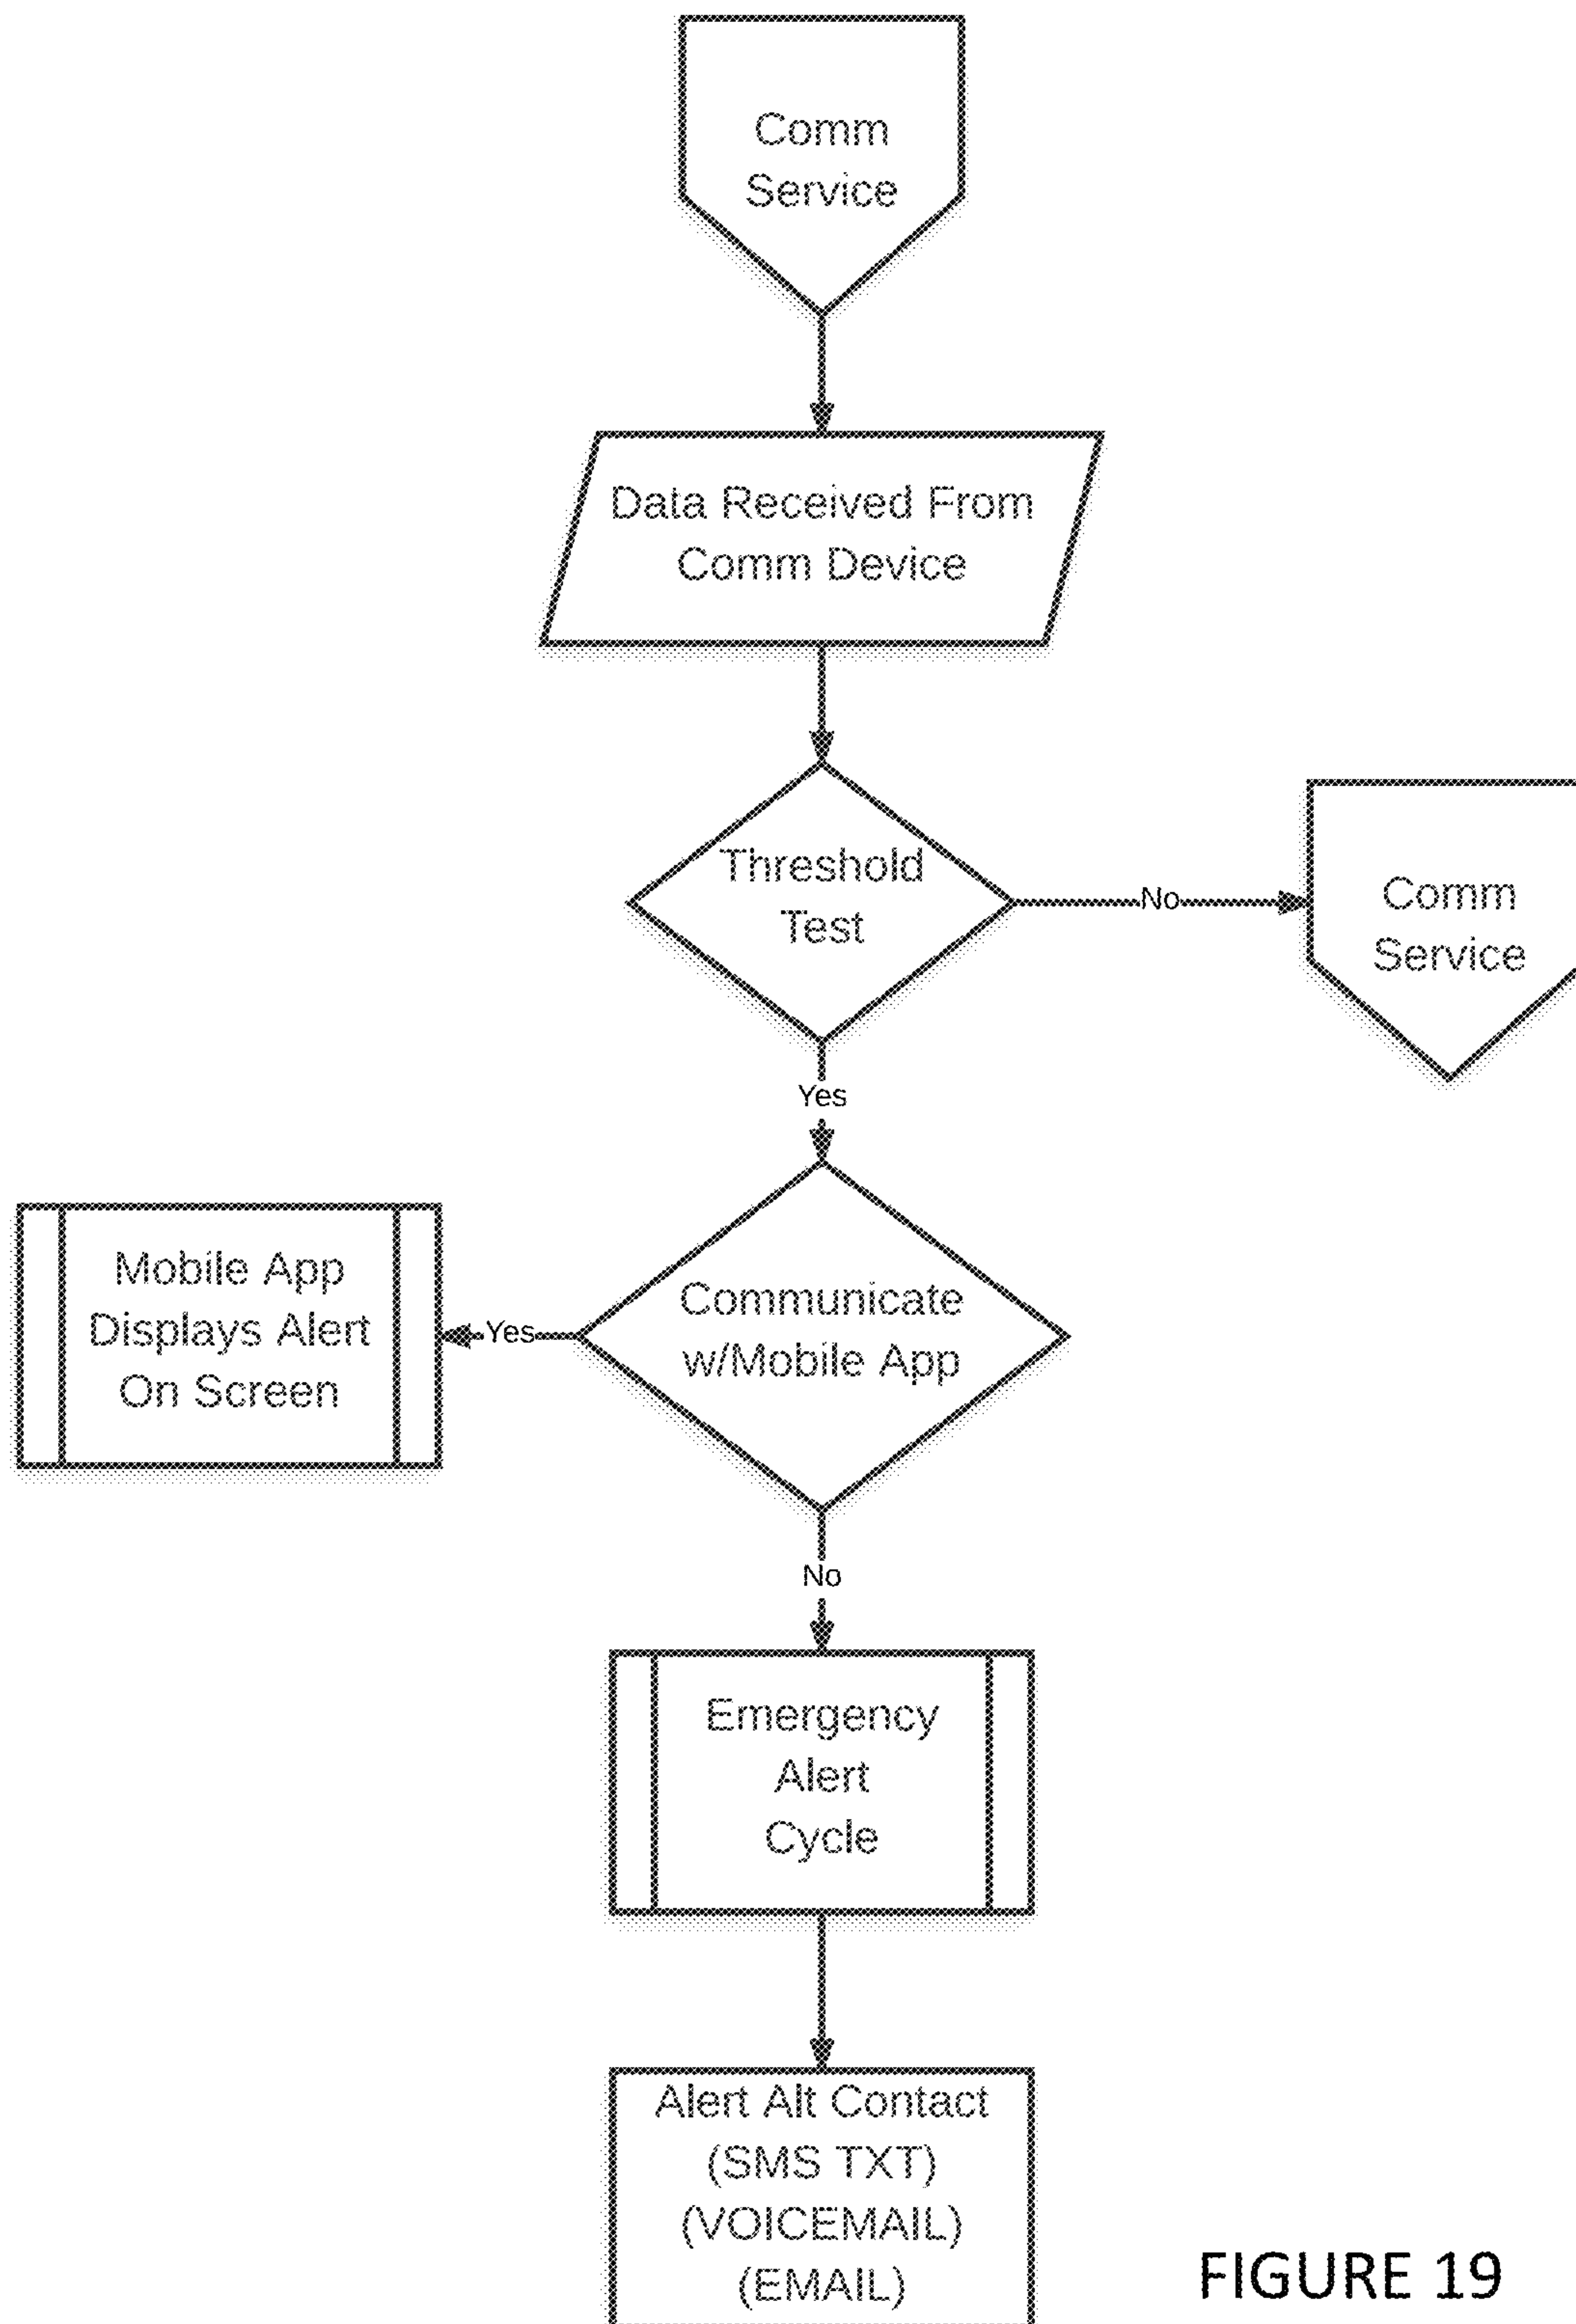 Comm
Service
Data Received From
Comm Device
Threshold
Test
No
Comm
Service
Yes
Mobile App
Displays Alert
On Screen
Yes
Communicate
w/Mobile App
No
Emergency
Alert
Cycle
Alert Alt Contact
(SMS TXT)
(VOICEMAIL)
(EMAIL)
FIGURE 19